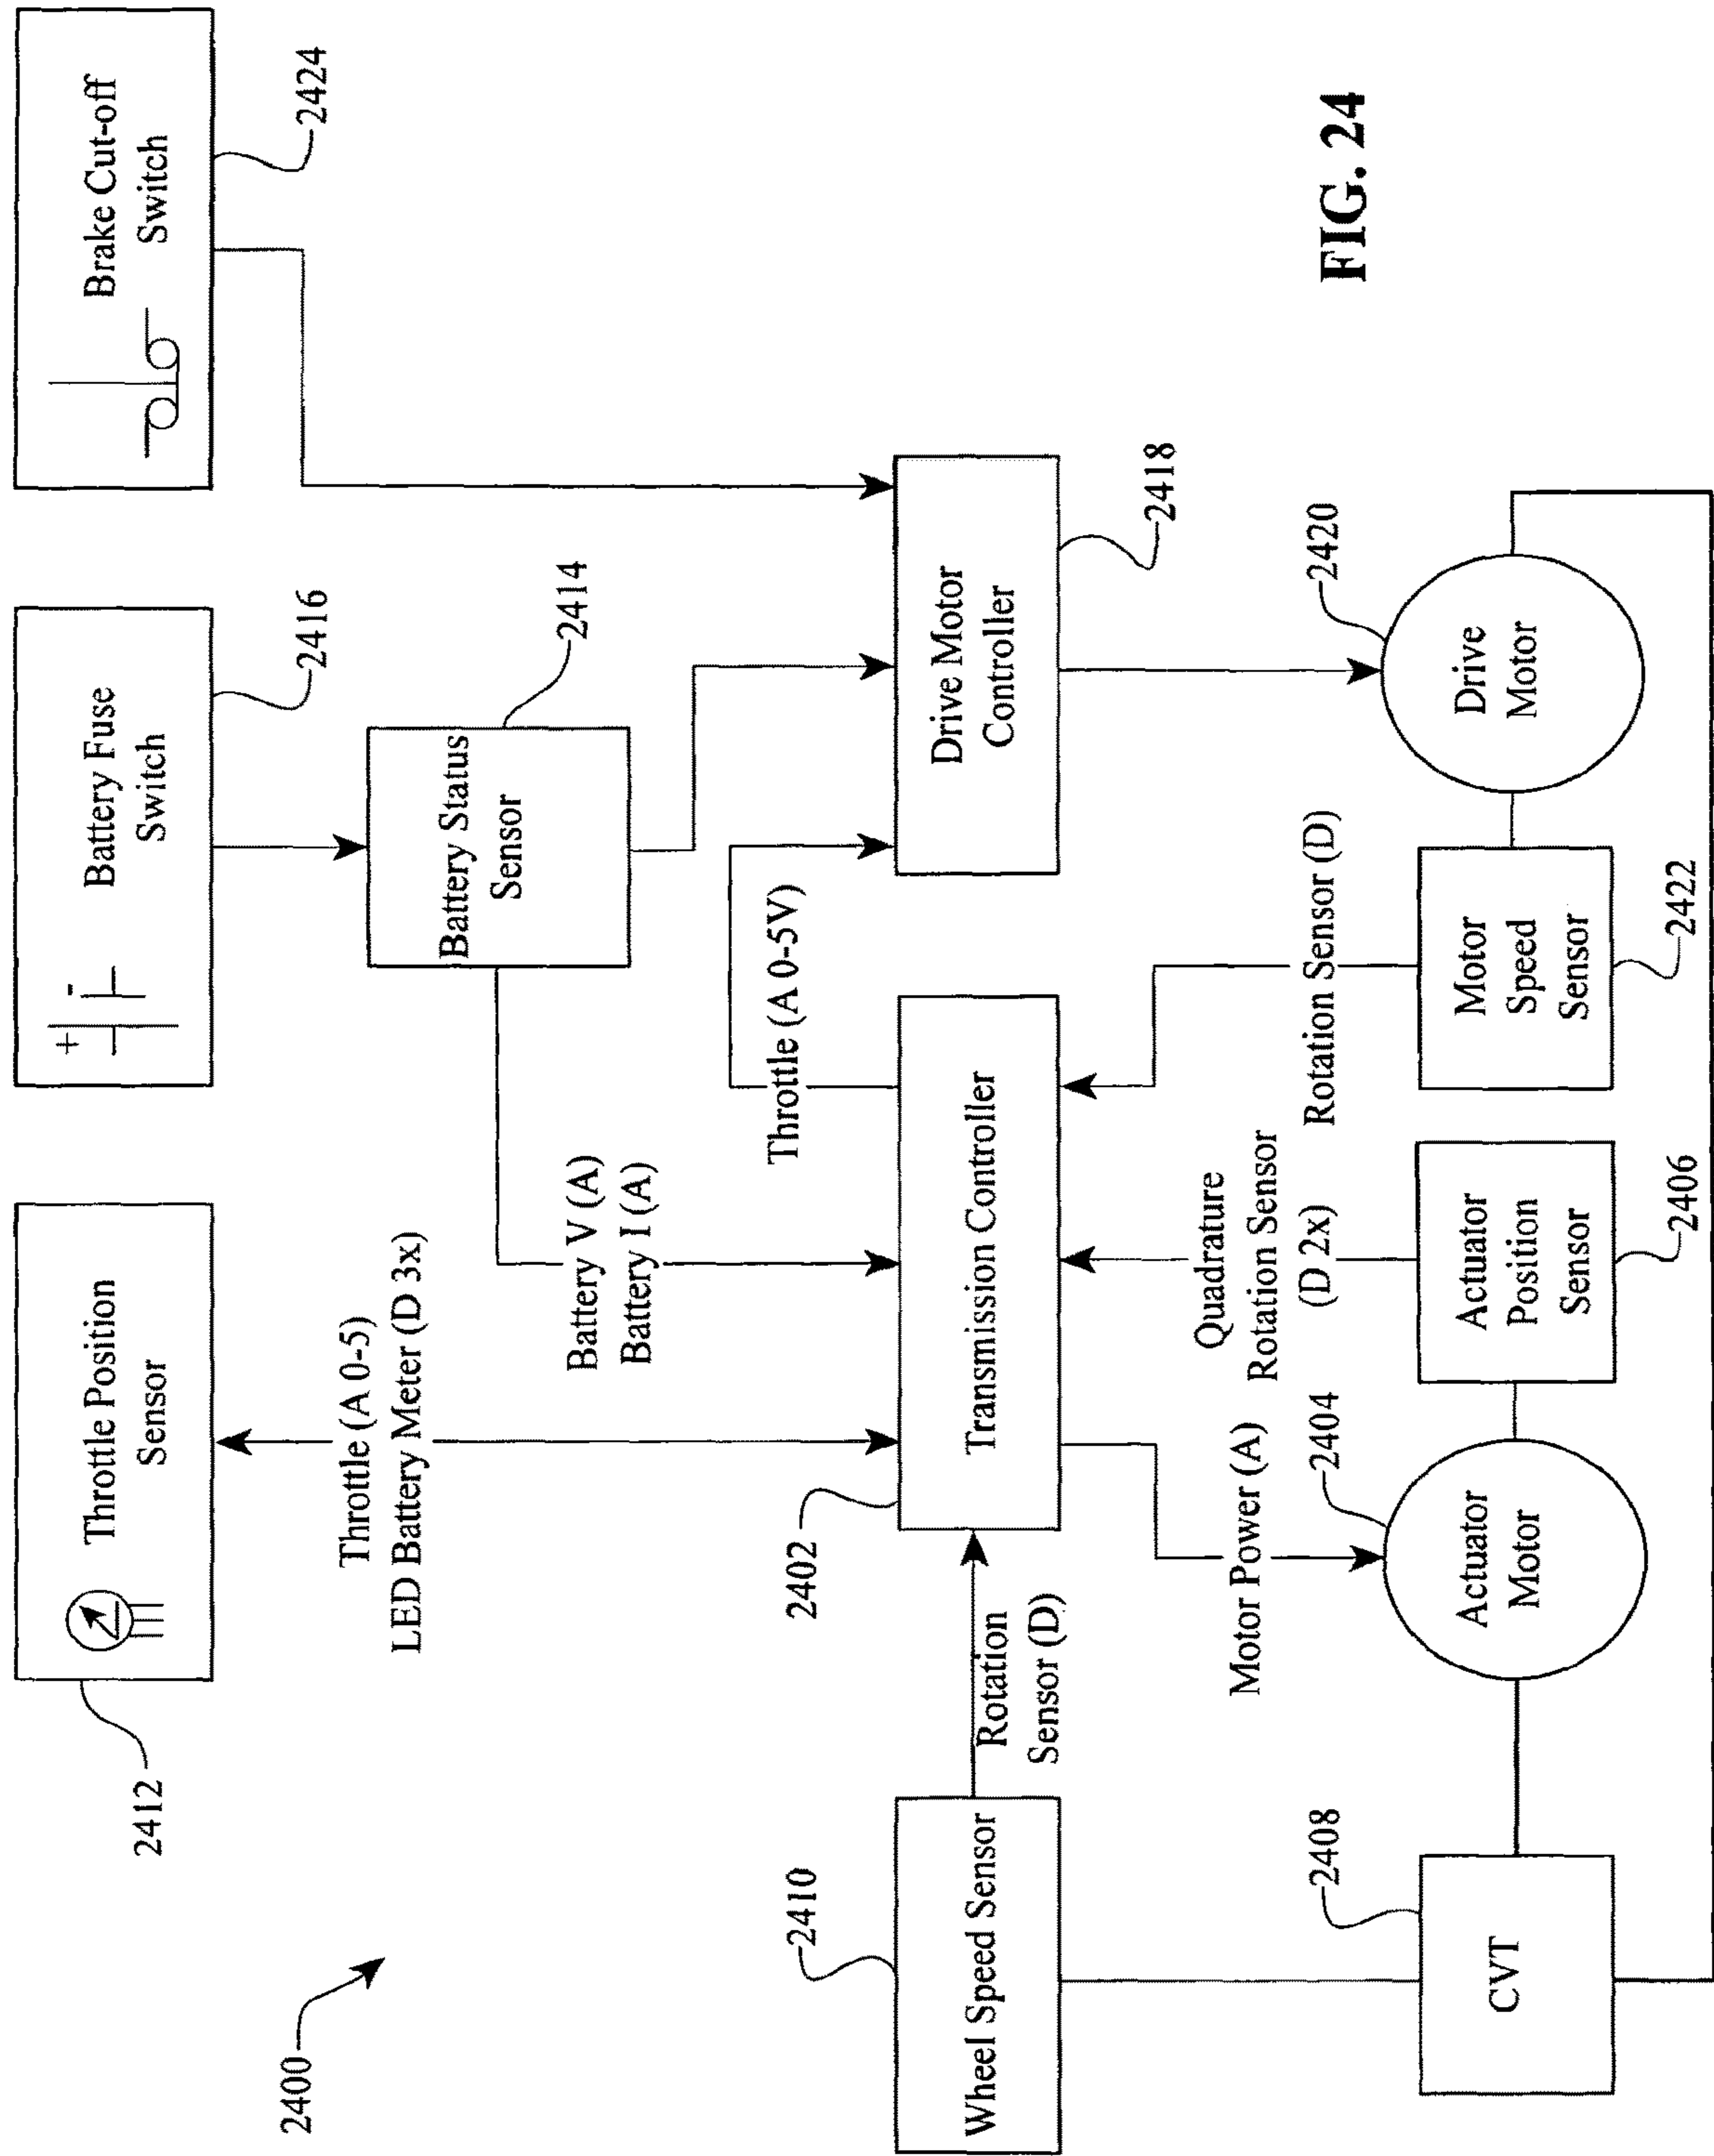 2400
2412
Throttle Position
Sensor
+ -
Battery Fuse
Switch
2416
Brake Cut-off
Switch
2424
Throttle (A 0-5)
LED Battery Meter (D 3x)
Battery Status
Sensor
2414
Battery V (A)
Battery I (A)
Throttle (A 0-5V)
2410
Wheel Speed Sensor
Rotation
Sensor (D)
2402
Transmission Controller
Drive Motor
Controller
2418
Motor Power (A)
Quadrature
Rotation Sensor
(D 2x)
Rotation Sensor (D)
2408
CVT
2404
Actuator
Motor
Actuator
Position
Sensor
2406
Motor
Speed
Sensor
2422
2420
Drive
Motor
FIG. 24